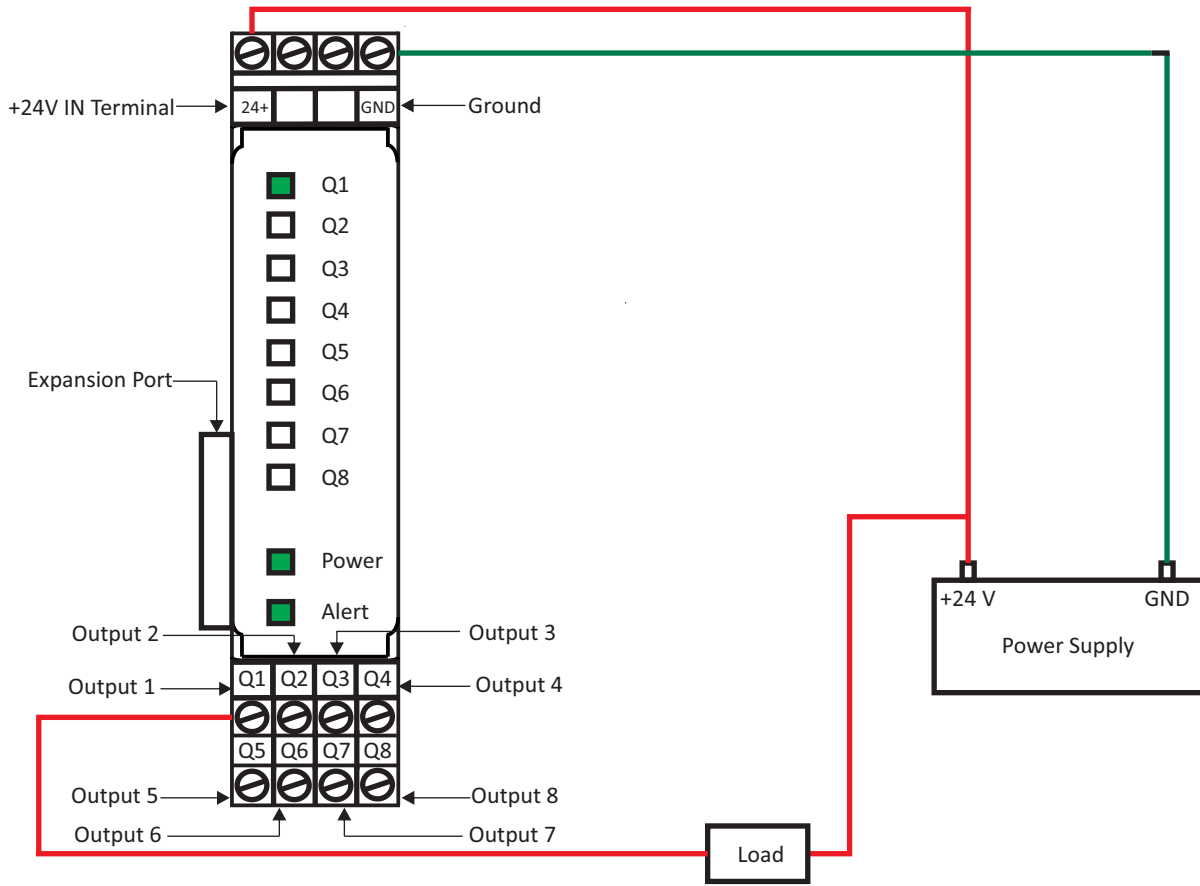 +24V IN Terminal
24+
GND
Ground
Q1
Q2
Q3
Q4
Q5
Q6
Q7
Q8
Expansion Port
Power
Alert
+24 V
GND
Power Supply
Output 2
Output 3
Output 1
Q1 Q2 Q3 Q4
Output 4
Q5 Q6 Q7 Q8
Output 5
Output 8
Output 6
Output 7
Load